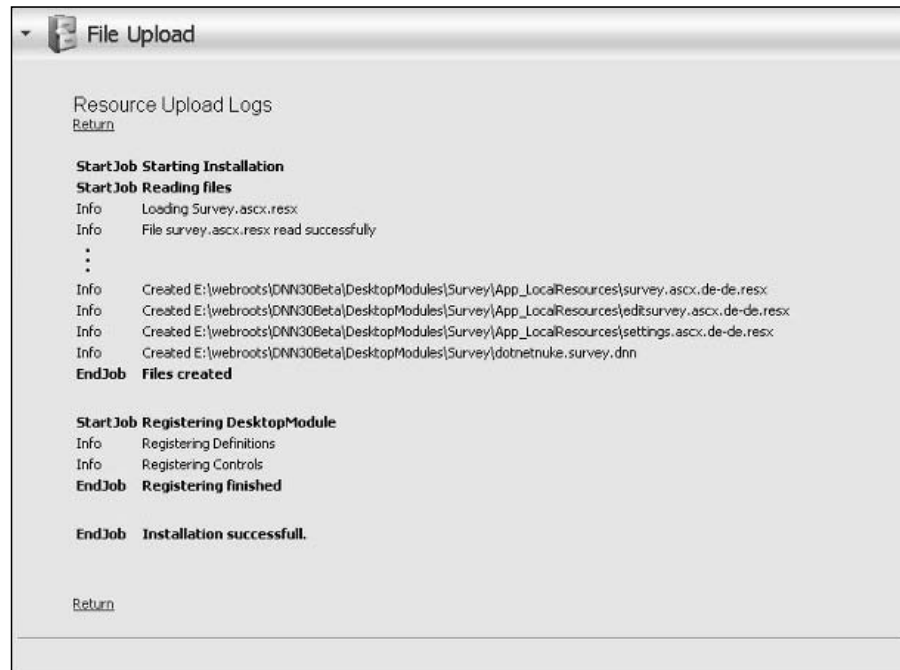 File Upload
Resource Upload Logs
Return
StartJob Starting Installation
StartJob Reading files
Info Loading Survey.ascx.resx
Info File survey.ascx.resx read successfully
Info Created E:\webroots\DNN30Beta\DesktopModules\Survey\App_LocalResources\survey.ascx.de-de.resx
Info Created E:\webroots\DNN30Beta\DesktopModules\Survey\App_LocalResources\editsurvey.ascx.de-de.resx
Info Created E:\webroots\DNN30Beta\DesktopModules\Survey\App_LocalResources\settings.ascx.de-de.resx
Info Created E:\webroots\DNN30Beta\DesktopModules\Survey\dotnetnuke.survey.dnn
EndJob Files created
StartJob Registering DesktopModule
Info Registering Definitions
Info Registering Controls
EndJob Registering finished
EndJob Installation successfull.
Return